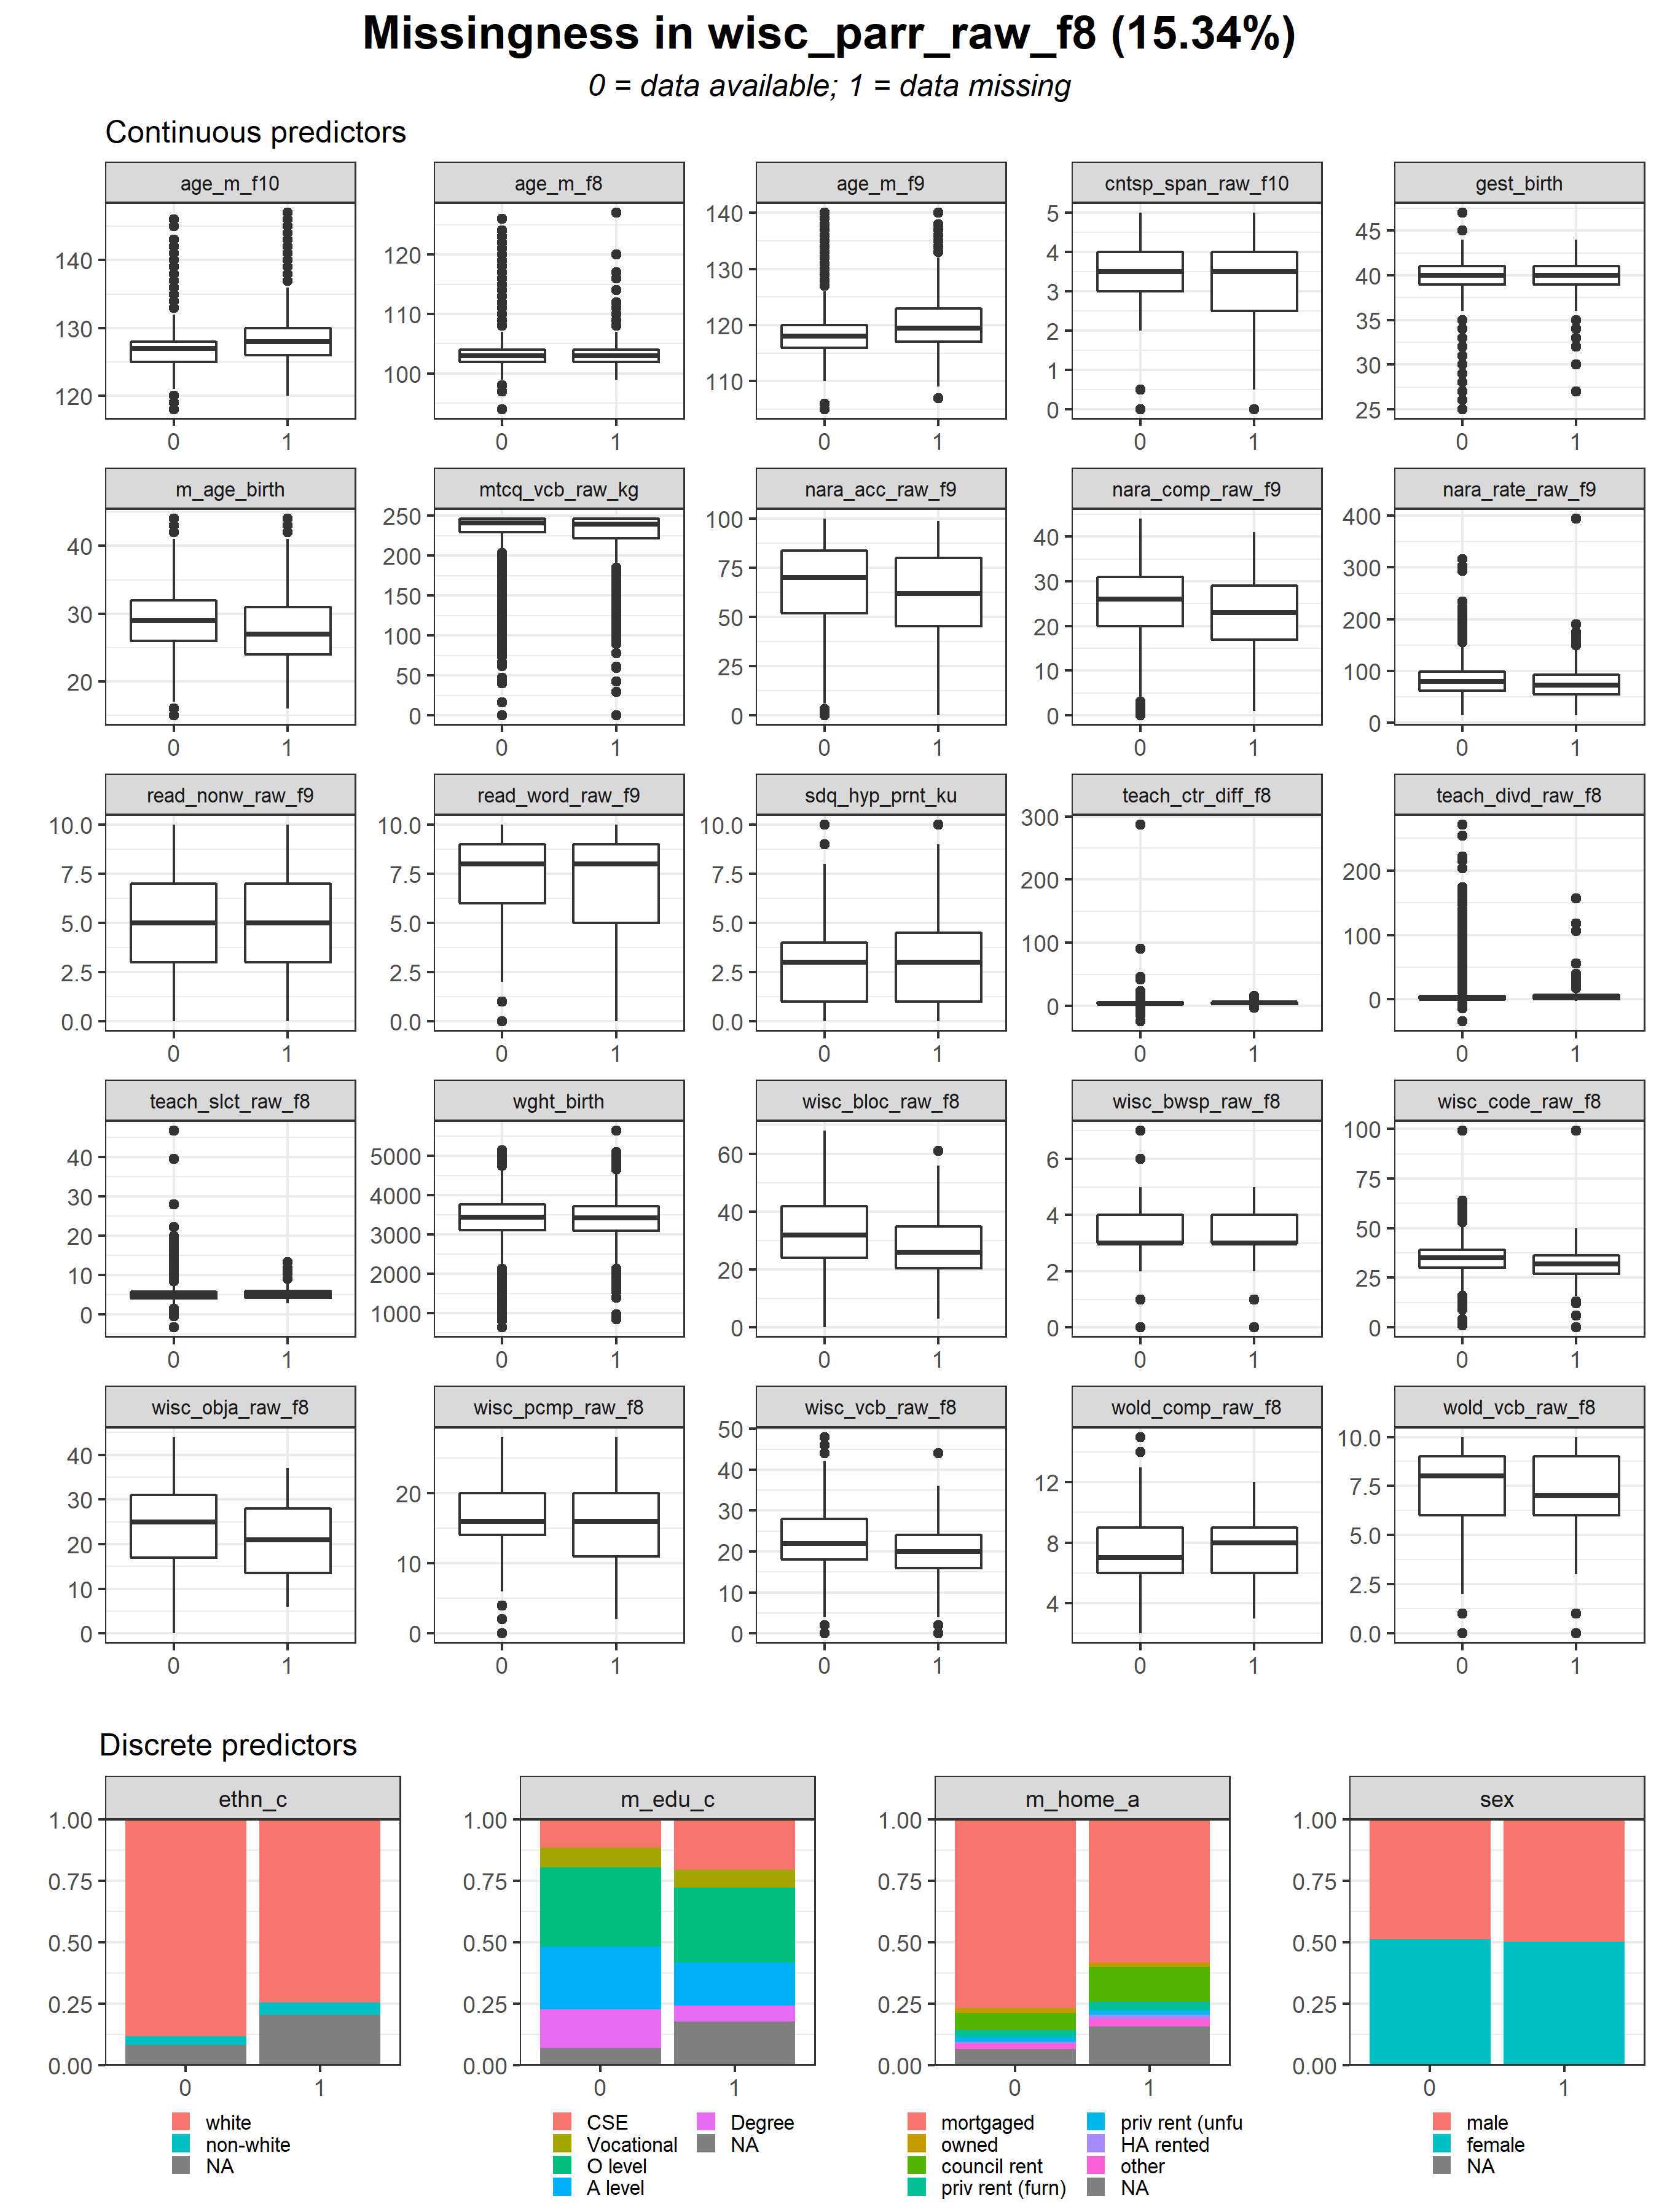 Missingness in wisc_parr_raw_f8 (15.34%)
0 = data available; 1 = data missing
Continuous predictors
age_m_f10 age_m_f8 age_m_f9 cntsp_span_raw_f10 gest_birth
140 130 120
120 110 100
140 130 120 110
5 4 3 2 1 0
45 40 35 30 25
0 1 0 1 0 1 0 1 0 1
m_age_birth mtcq_vcb_raw_kg nara_acc_raw_f9 nara_comp_raw_f9 nara_rate_raw_f9
40 30 20
250 200 150 100 50 0
100 75 50 25 0
40 30 20 10 0
400 300 200 100 0
0 1 0 1 0 1 0 1 0 1
read_nonw_raw_f9 read_word_raw_f9 sdq_hyp_prnt_ku teach_ctr_diff_f8 teach_divd_raw_f8
10.0 7.5 5.0 2.5 0.0
10.0 7.5 5.0 2.5 0.0
10.0 7.5 5.0 2.5 0.0
300 200 100 0
200 100 0
0 1 0 1 0 1 0 1 0 1
teach_slct_raw_f8 wght_birth wisc_bloc_raw_f8 wisc_bwsp_raw_f8 wisc_code_raw_f8
40 30 20 10 0
5000 4000 3000 2000 1000
60 40 20 0
6 4 2 0
100 75 50 25 0
0 1 0 1 0 1 0 1 0 1
wisc_obja_raw_f8 wisc_pcmp_raw_f8 wisc_vcb_raw_f8 wold_comp_raw_f8 wold_vcb_raw_f8
40 30 20 10 0
20 10 0
50 40 30 20 10 0
12 8 4
10.0 7.5 5.0 2.5 0.0
0 1 0 1 0 1 0 1 0 1
Discrete predictors
ethn_c m_edu_c m_home_a sex
1.00 1.00 1.00 1.00
0.75 0.75 0.75 0.75
0.50 0.50 0.50 0.50
0.25 0.25 0.25 0.25
0.00 0.00 0.00 0.00
0 1 0 1 0 1 0 1
white
non-white
NA
CSE
Vocational
O level
A level
Degree
NA
mortgaged
owned
council rent
priv rent (furn)
priv rent (unfu
HA rented
other
NA
male
female
NA